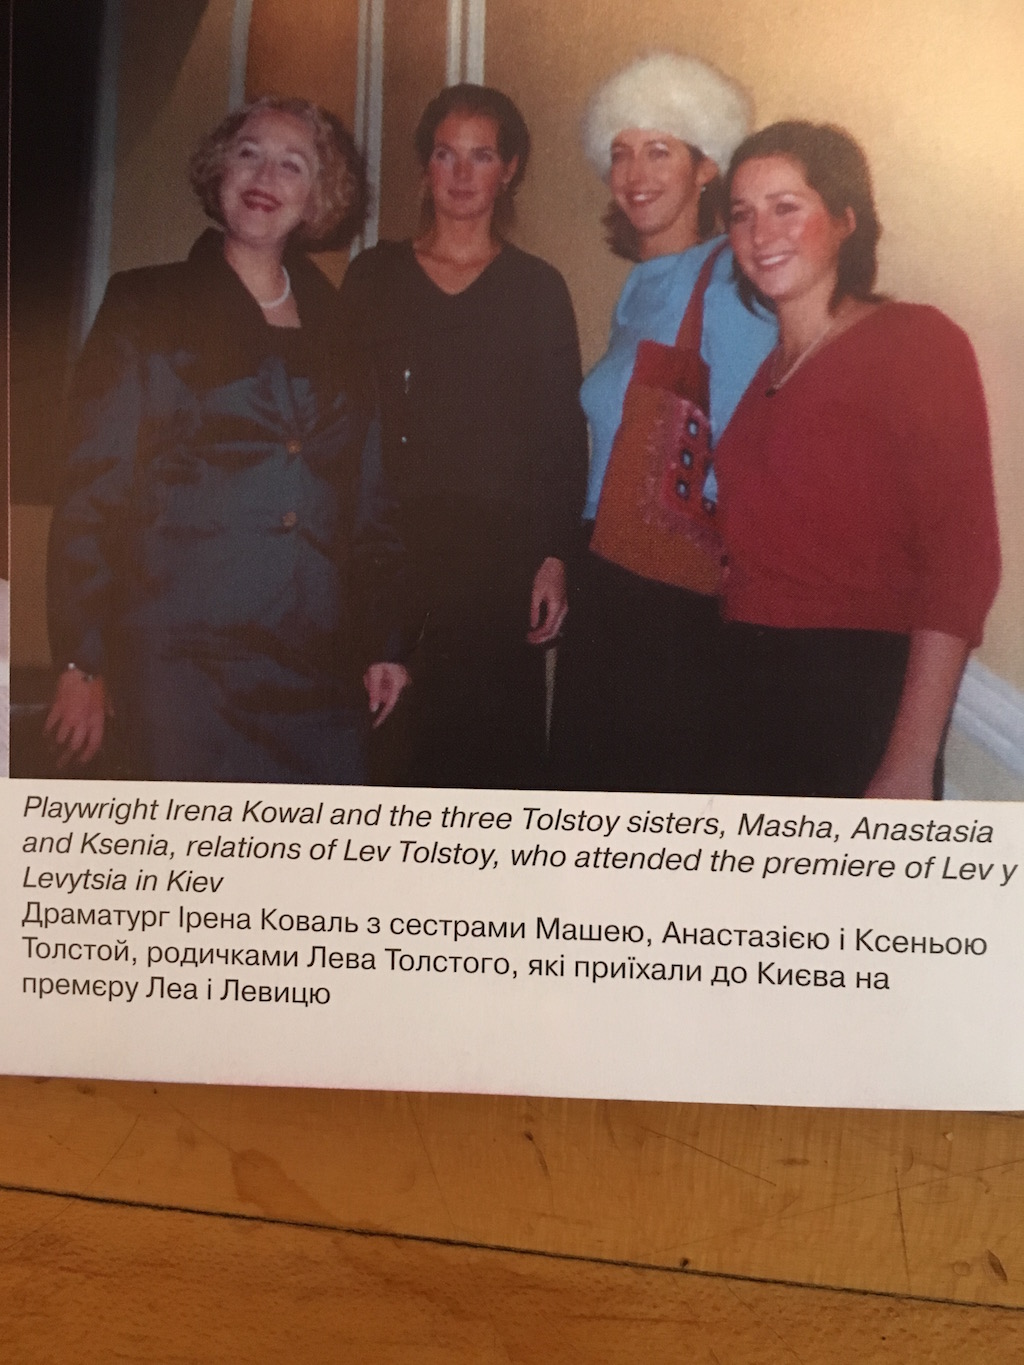 Playwright Irena Kowal and the three Tolstoy sisters, Masha, Anastasia
and Ksenia, relations of Lev Tolstoy, who attended the premiere of Lev y
Levytsia in Kiev
Драматург Ірена Коваль з сестрами Машею, Анастазією і Ксеньою
Толстой, родичками Лева Толстого, які приїхали до Києва на
премєру Леа і Левицю